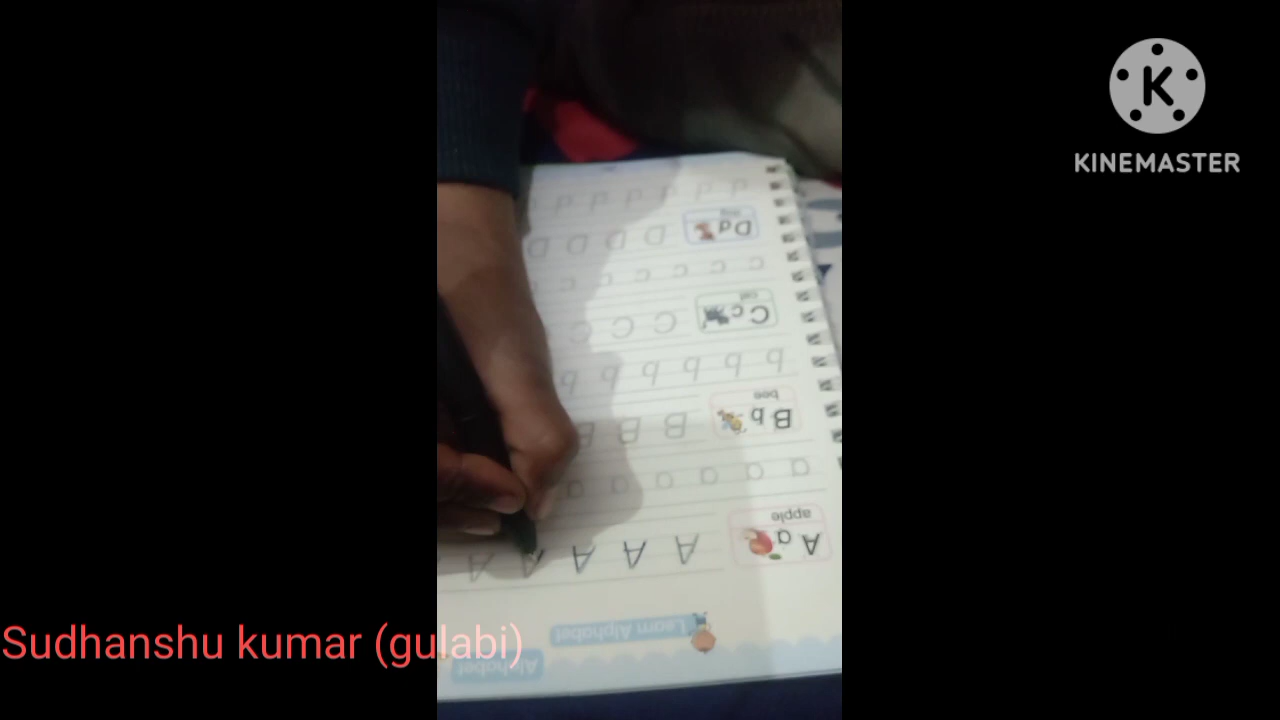 KINEMASTER
Alphabet
Learn Alphabet
A a A A A A A
apple
a a a a a a
B b B B B
bee
b b b b b b
C c C C C
cat
c c c c c c
D d D D D D
dog
d d d d d d
Sudhanshu kumar (gulabi)